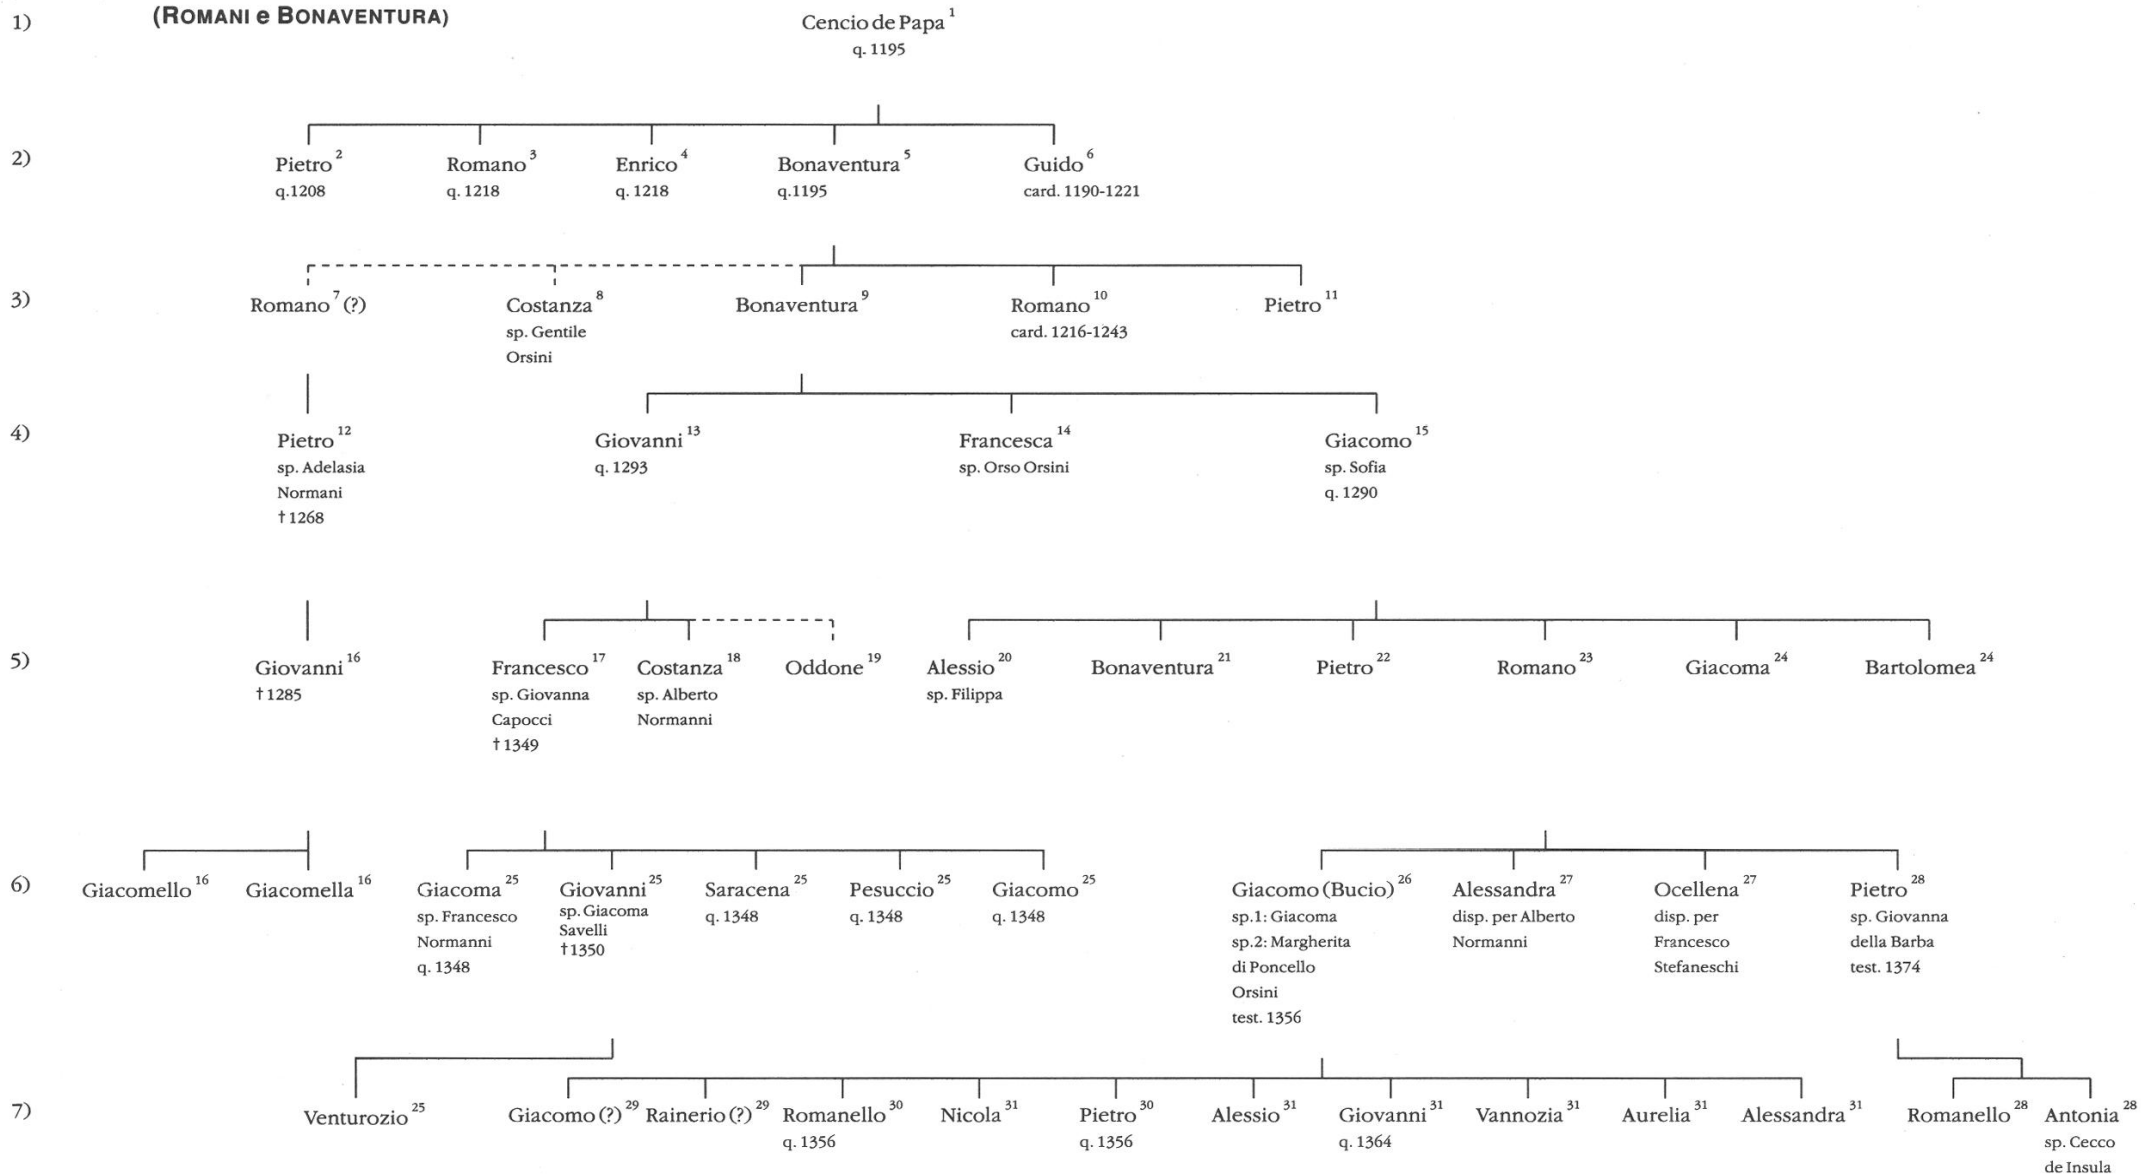 (ROMANI e BONAVENTURA)
1)
Cencio de Papa 1
q. 1195
2)
Pietro 2
q.1208
Romano 3
q. 1218
Enrico 4
q. 1218
Bonaventura 5
q.1195
Guido 6
card. 1190-1221
3)
Romano 7 (?)
Costanza 8
sp. Gentile
Orsini
Bonaventura 9
Romano 10
card. 1216-1243
Pietro 11
4)
Pietro 12
sp. Adelasia
Normani
† 1268
Giovanni 13
q. 1293
Francesca 14
sp. Orso Orsini
Giacomo 15
sp. Sofia
q. 1290
5)
Giovanni 16
† 1285
Francesco 17
sp. Giovanna
Capocci
† 1349
Costanza 18
sp. Alberto
Normanni
Oddone 19
Alessio 20
sp. Filippa
Bonaventura 21
Pietro 22
Romano 23
Giacoma 24
Bartolomea 24
6)
Giacomello 16
Giacomella 16
Giacoma 25
sp. Francesco
Normanni
q. 1348
Giovanni 25
sp. Giacoma
Savelli
† 1350
Saracena 25
q. 1348
Pesuccio 25
q. 1348
Giacomo 25
q. 1348
Giacomo (Bucio) 26
sp.1: Giacoma
sp.2: Margherita
di Poncello
Orsini
test. 1356
Alessandra 27
disp. per Alberto
Normanni
Ocellena 27
disp. per
Francesco
Stefaneschi
Pietro 28
sp. Giovanna
della Barba
test. 1374
7)
Venturozio 25
Giacomo (?) 29
Rainerio (?) 29
Romanello 30
q. 1356
Nicola 31
Pietro 30
q. 1356
Alessio 31
Giovanni 31
q. 1364
Vannozia 31
Aurelia 31
Alessandra 31
Romanello 28
Antonia 28
sp. Cecco
de Insula